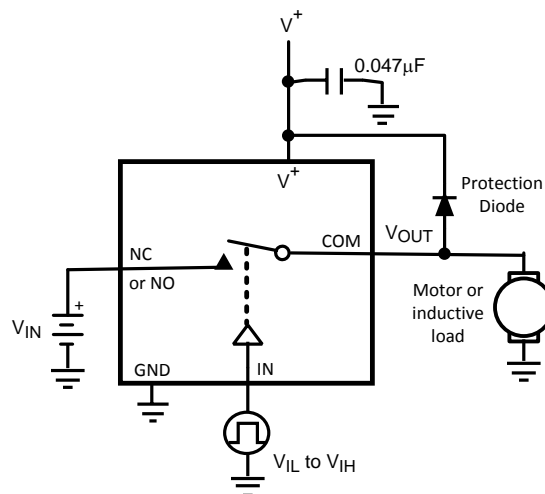 V+
0.047µF
V+
Protection
Diode
COM
VOUT
NC
or NO
+
VIN
Motor or
inductive
load
GND
IN
VIL to VIH